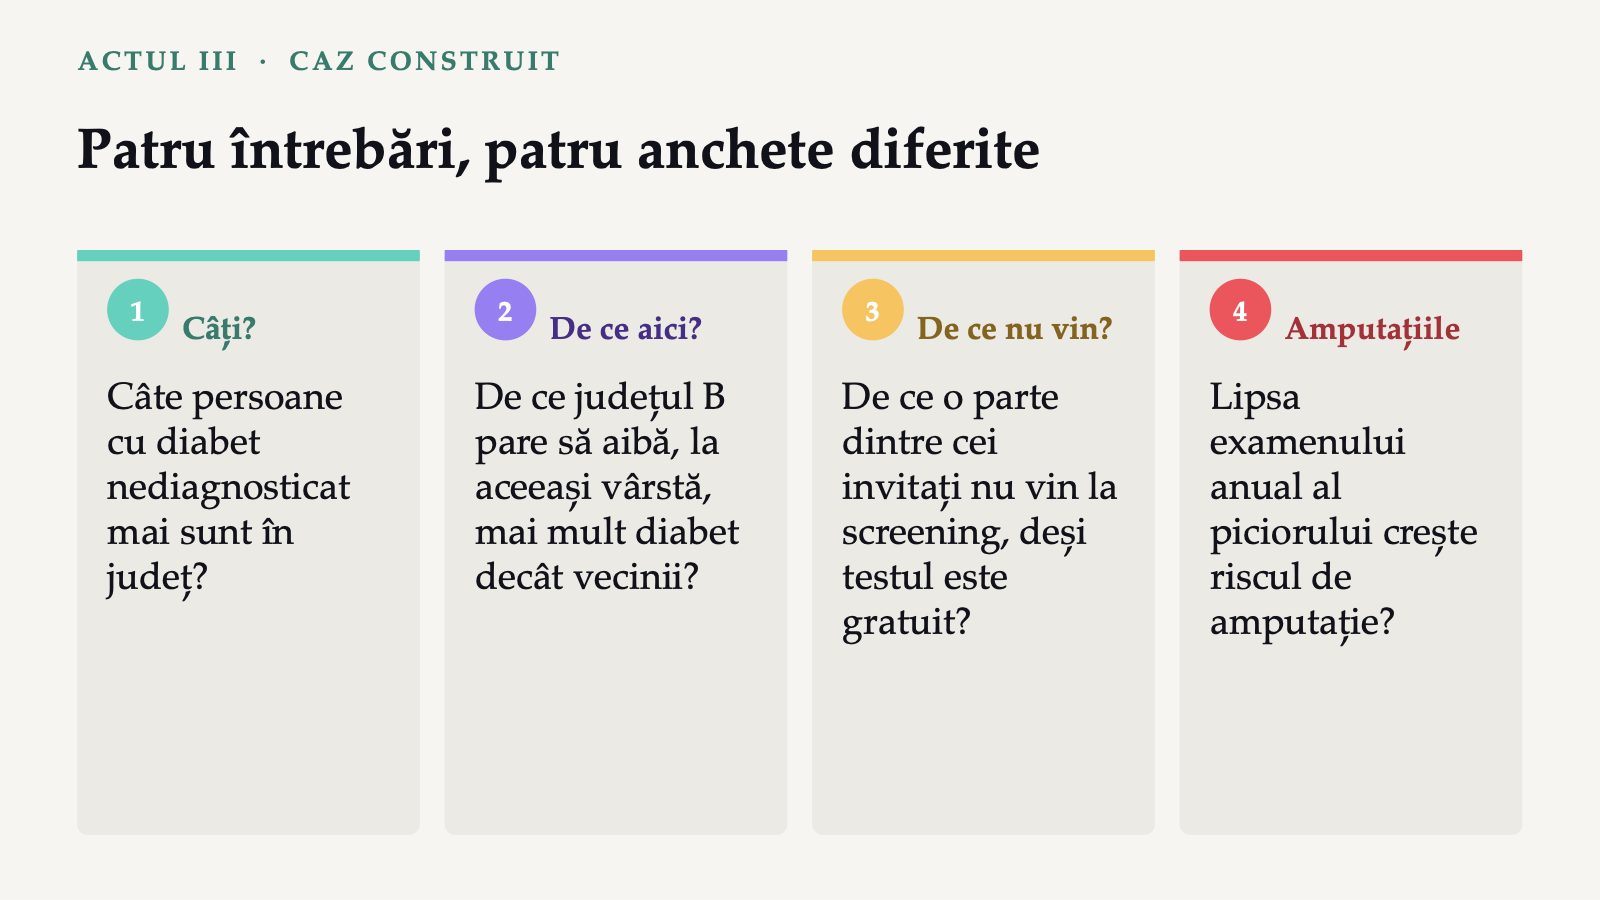 ACTUL III · CAZ CONSTRUIT
Patru întrebări, patru anchete diferite
1
Câți?
Câte persoane
cu diabet
nediagnosticat
mai sunt în
județ?
2
De ce aici?
De ce județul B
pare să aibă, la
aceeași vârstă,
mai mult diabet
decât vecinii?
3
De ce nu vin?
De ce o parte
dintre cei
invitați nu vin la
screening, deși
testul este
gratuit?
4
Amputațiile
Lipsa
examenului
anual al
piciorului crește
riscul de
amputație?